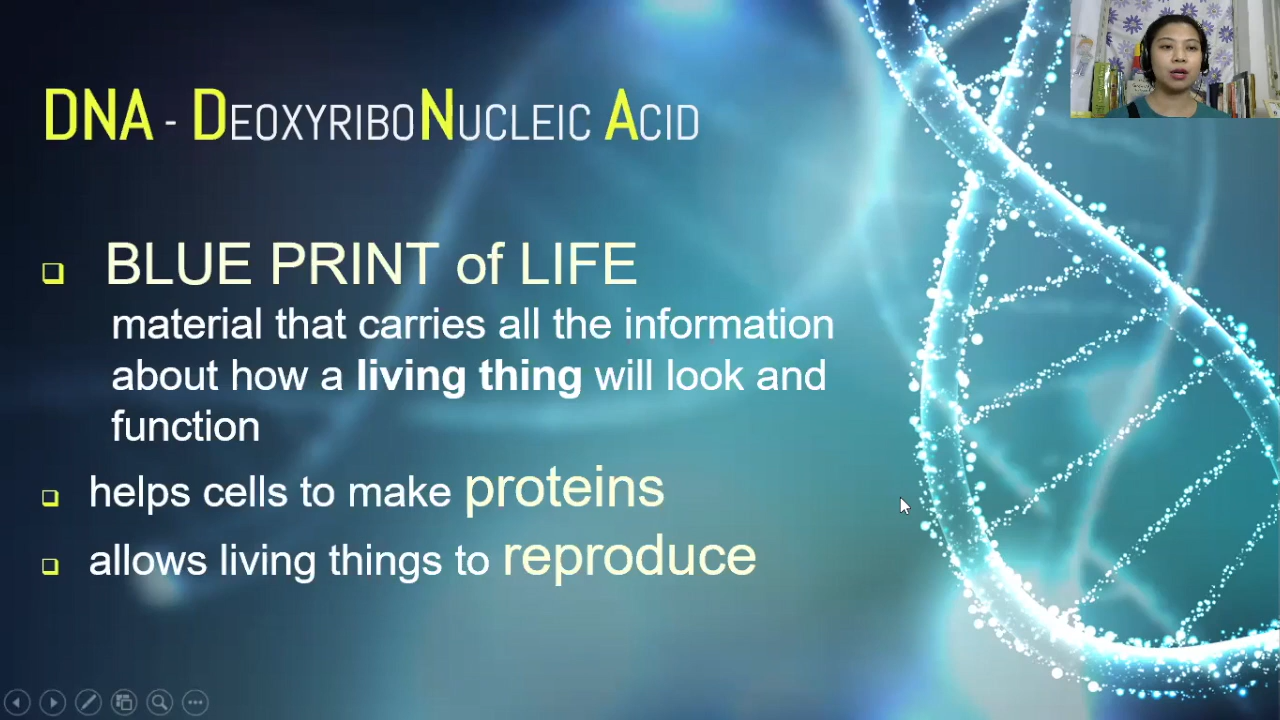 DNA - DEOXYRIBONUCLEIC ACID
BLUE PRINT of LIFE
material that carries all the information
about how a living thing will look and
function
helps cells to make proteins
allows living things to reproduce